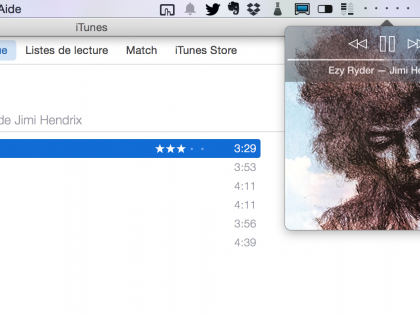 Aide
iTunes
ue Listes de lecture Match iTunes Store
Ezy Ryder — Jimi He
de Jimi Hendrix
3:29
3:53
4:11
4:11
3:56
4:39